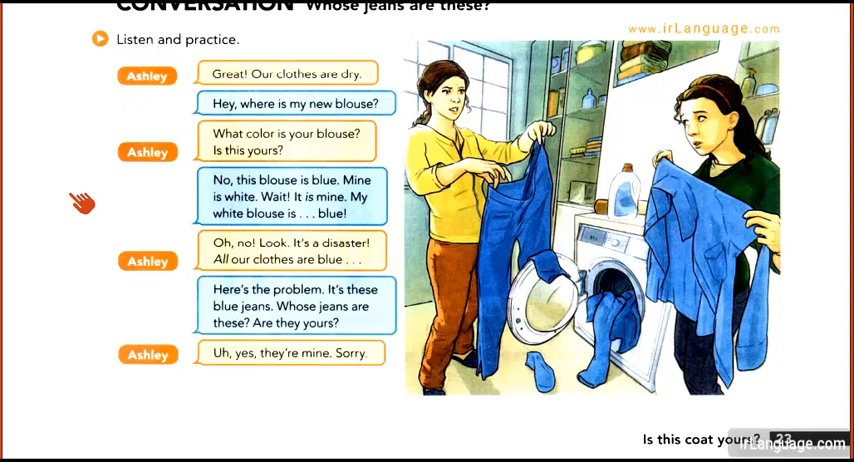 CONVERSATION Whose jeans are these?
www.irLanguage.com
Listen and practice.
Ashley
Great! Our clothes are dry.
Hey, where is my new blouse?
Ashley
What color is your blouse?
Is this yours?
No, this blouse is blue. Mine
is white. Wait! It is mine. My
white blouse is . . . blue!
Ashley
Oh, no! Look. It's a disaster!
All our clothes are blue . . .
Here's the problem. It's these
blue jeans. Whose jeans are
these? Are they yours?
Ashley
Uh, yes, they're mine. Sorry.
Is this coat yours? 23
irLanguage.com